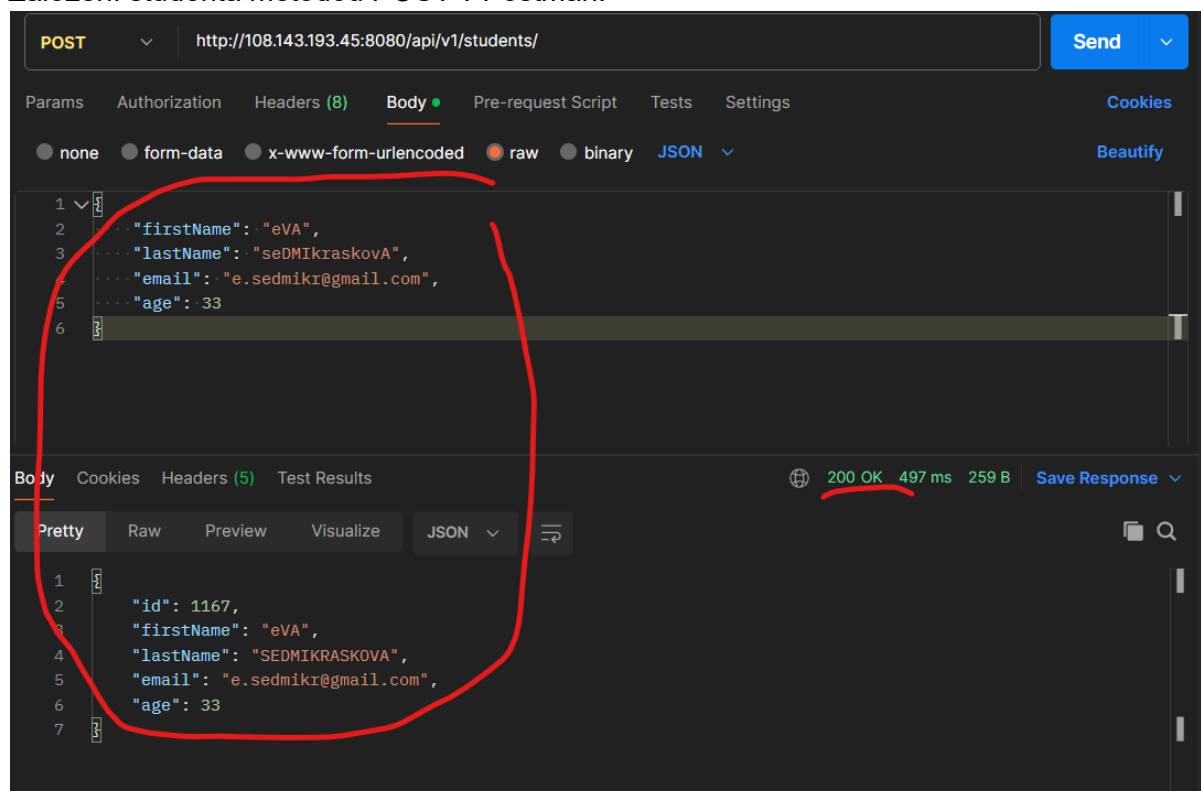 POST http://108.143.193.45:8080/api/v1/students/ Send
Params Authorization Headers (8) Body Pre-request Script Tests Settings Cookies
none form-data x-www-form-urlencoded raw binary JSON Beautify
1 {
2 "firstName": "eVA",
3 "lastName": "seDMIkraskovA",
4 "email": "e.sedmikr@gmail.com",
5 "age": 33
6 }
Body Cookies Headers (5) Test Results 200 OK 497 ms 259 B Save Response
Pretty Raw Preview Visualize JSON
1 {
2 "id": 1167,
3 "firstName": "eVA",
4 "lastName": "SEDMIKRASKOVA",
5 "email": "e.sedmikr@gmail.com",
6 "age": 33
7 }